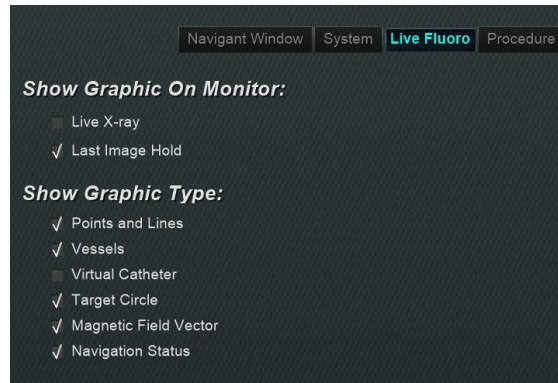 Navigant Window System Live Fluoro Procedure
Show Graphic On Monitor:
Live X-ray
Last Image Hold
Show Graphic Type:
Points and Lines
Vessels
Virtual Catheter
Target Circle
Magnetic Field Vector
Navigation Status